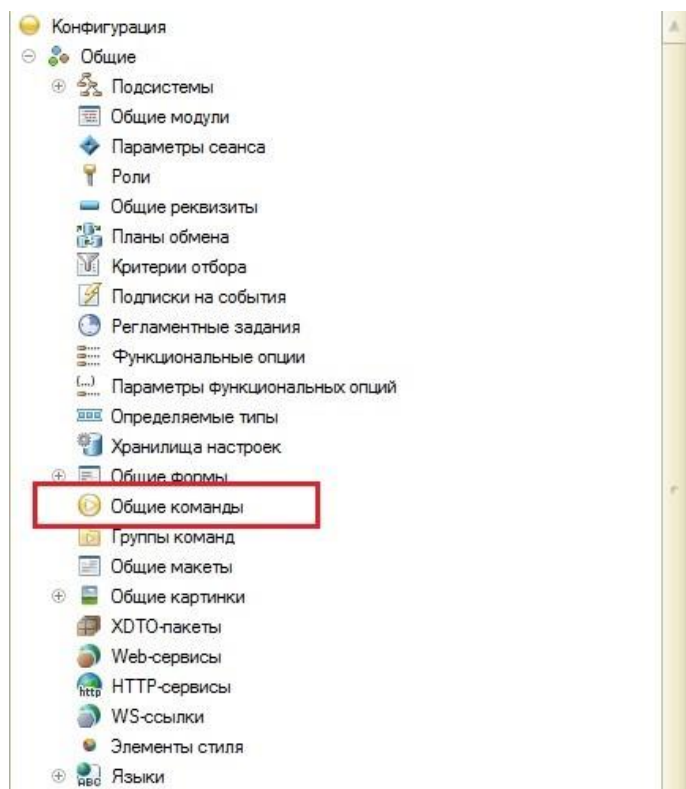 Конфигурация
Общие
Подсистемы
Общие модули
Параметры сеанса
Роли
Общие реквизиты
Планы обмена
Критерии отбора
Подписки на события
Регламентные задания
Функциональные опции
(...) Параметры функциональных опций
Определяемые типы
Хранилища настроек
Общие формы
Общие команды
Группы команд
Общие макеты
Общие картинки
XDTO-пакеты
Web-сервисы
http HTTP-сервисы
WS-ссылки
Элементы стиля
ABC Языки